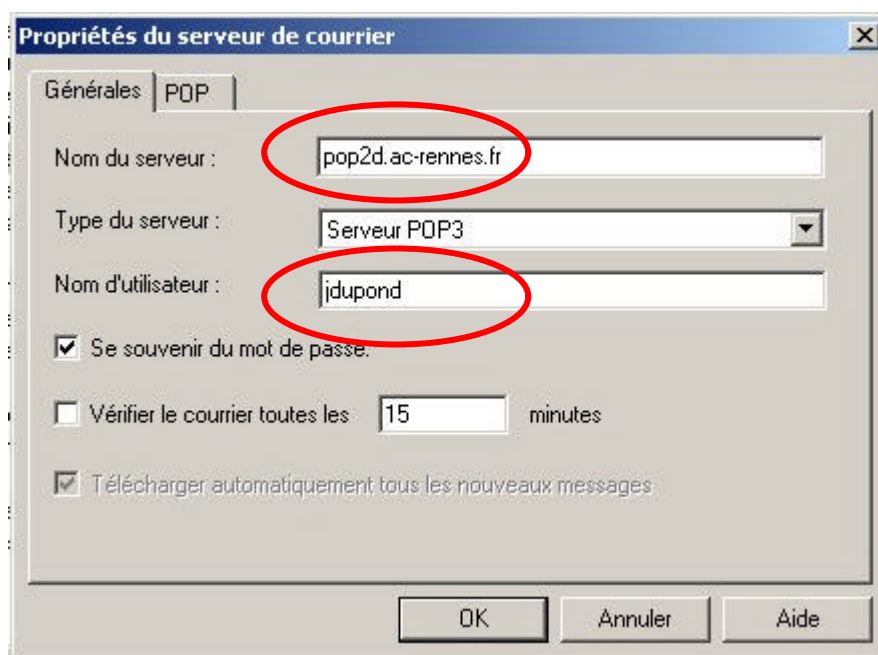 Propriétés du serveur de courrier
Générales POP
Nom du serveur : pop2d.ac-rennes.fr
Type du serveur : Serveur POP3
Nom d'utilisateur : jdupond
Se souvenir du mot de passe.
Vérifier le courrier toutes les 15 minutes
Télécharger automatiquement tous les nouveaux messages
OK Annuler Aide